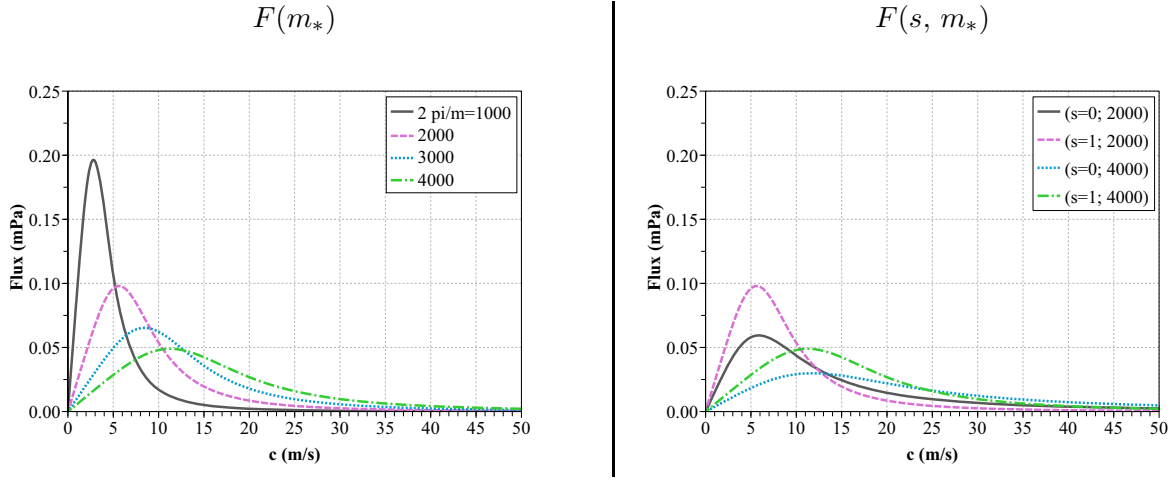 F(m∗)
0.25
0.20
0.15
0.10
0.05
0.00
Flux (mPa)
0 5 10 15 20 25 30 35 40 45 50
c (m/s)
2 pi/m=1000
2000
3000
4000
F(s, m∗)
0.25
0.20
0.15
0.10
0.05
0.00
Flux (mPa)
0 5 10 15 20 25 30 35 40 45 50
c (m/s)
(s=0; 2000)
(s=1; 2000)
(s=0; 4000)
(s=1; 4000)